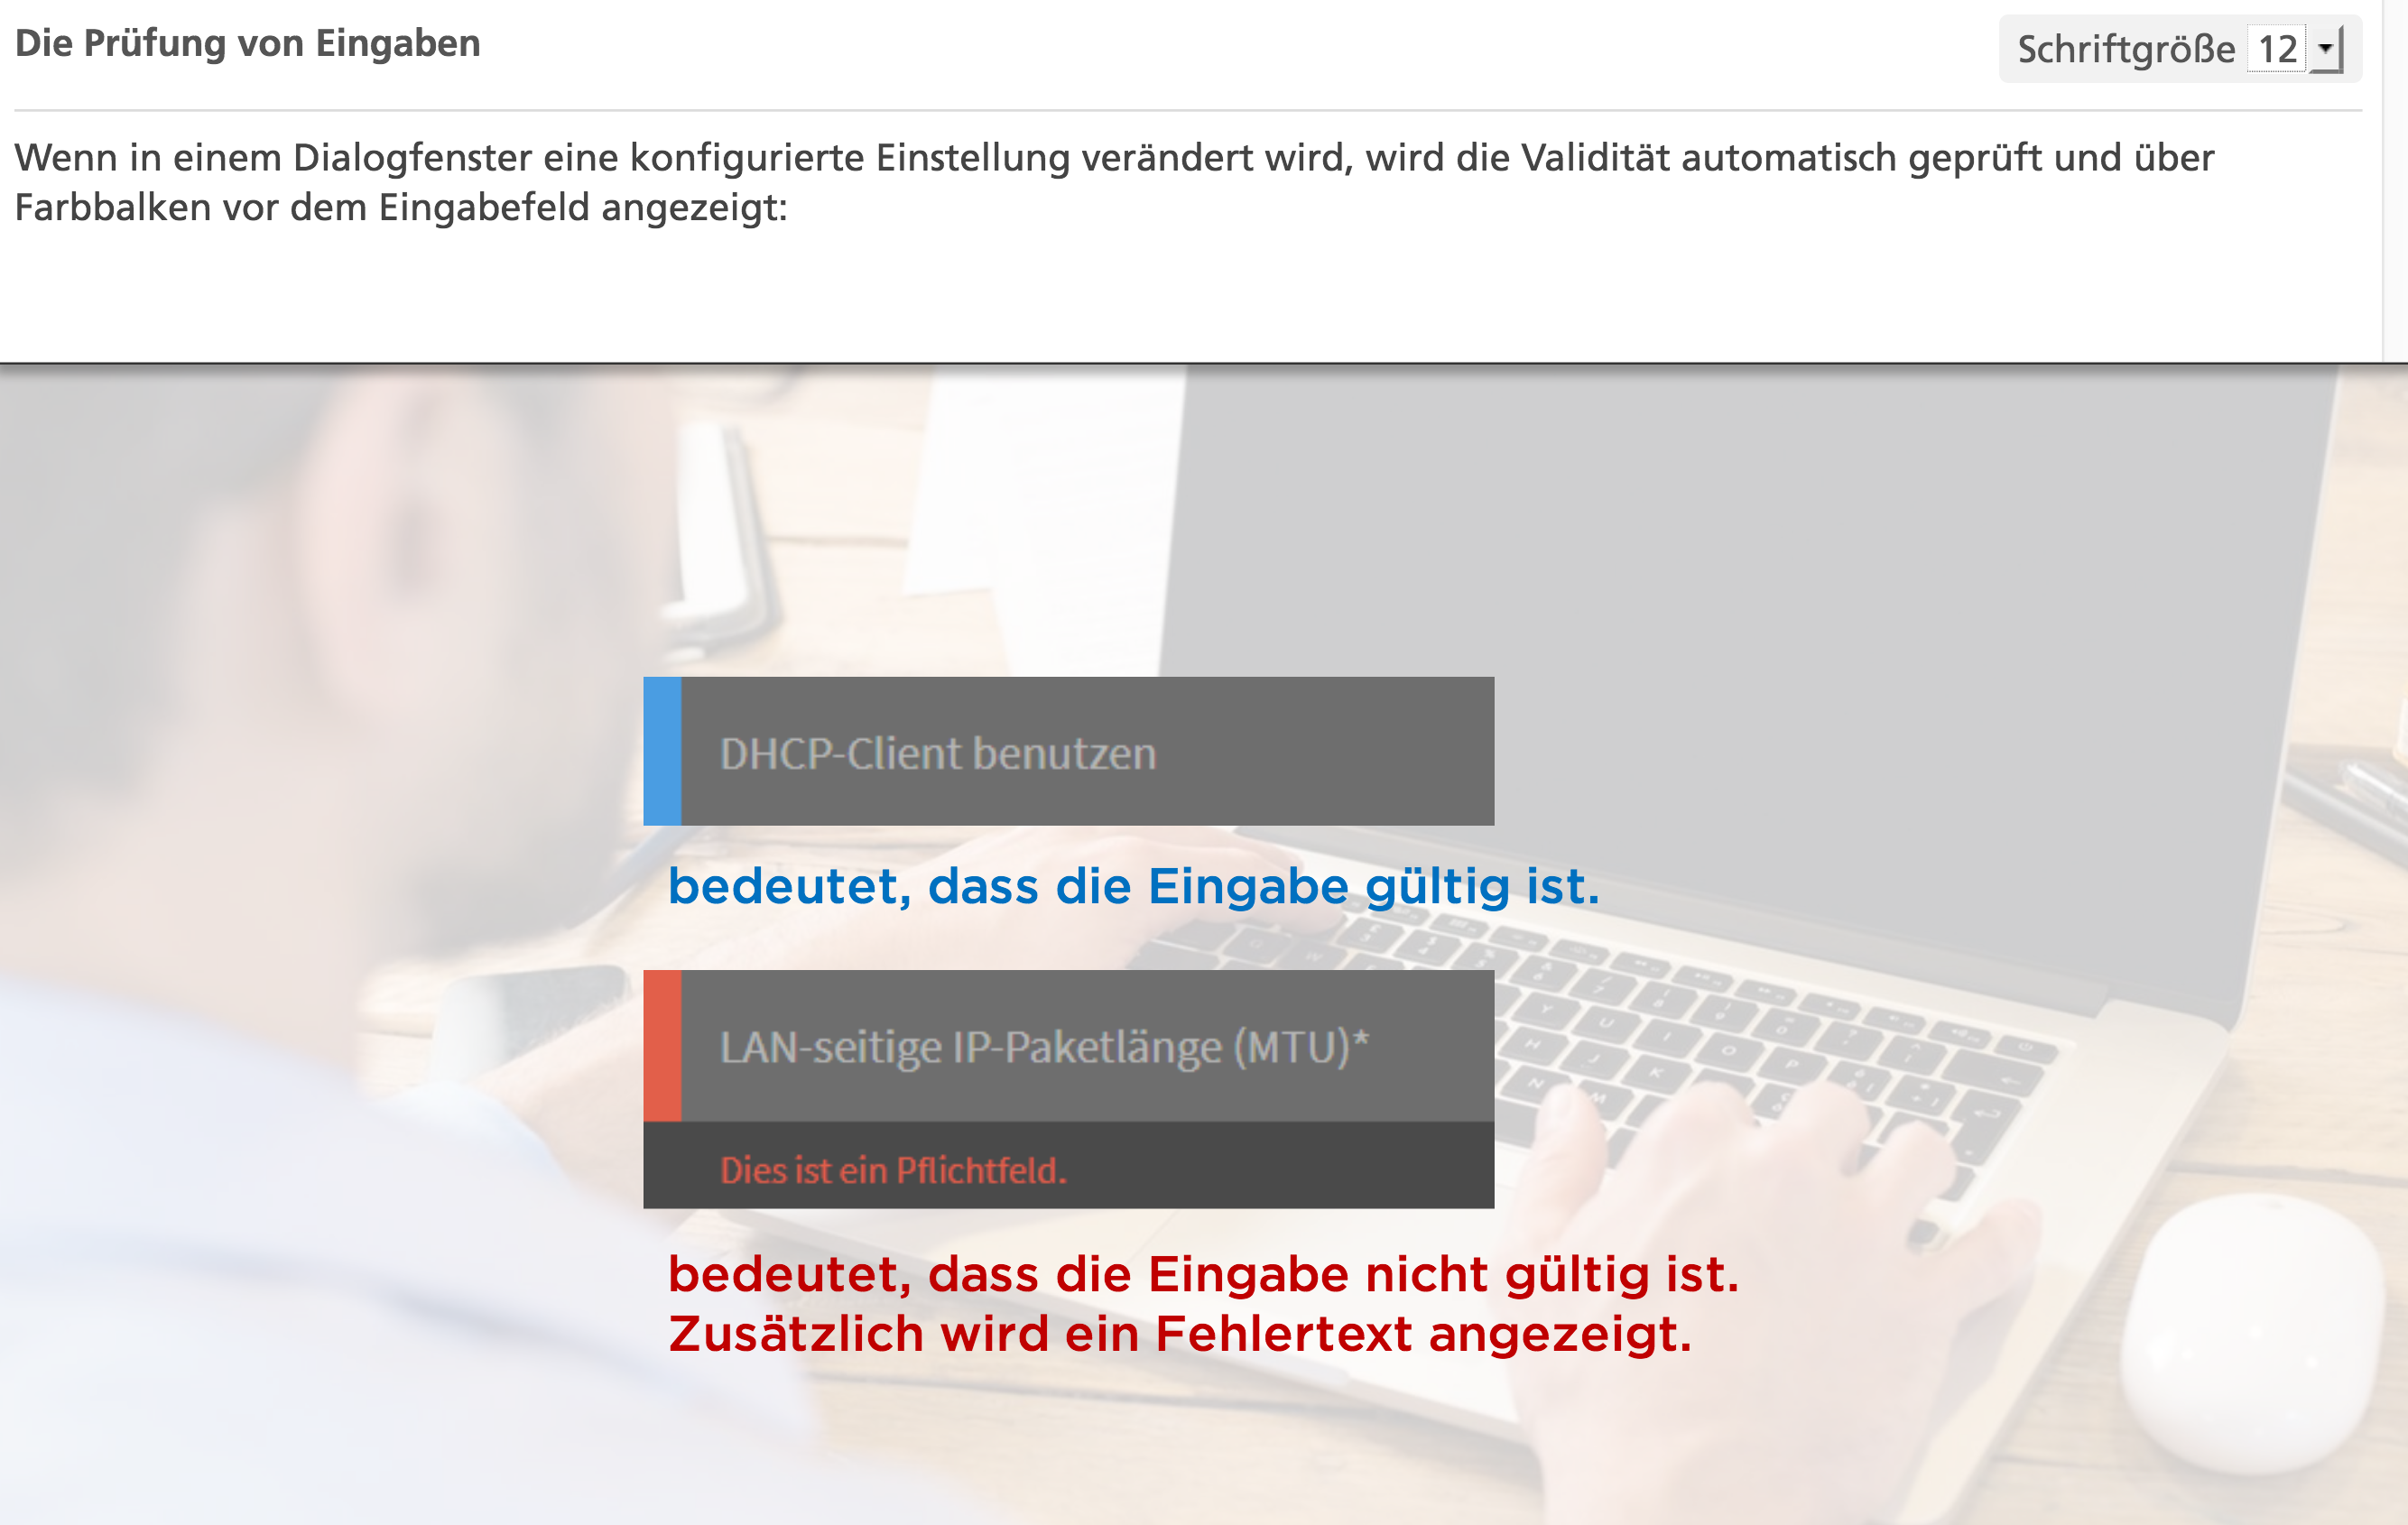 Die Prüfung von Eingaben
Schriftgröße 12
Wenn in einem Dialogfenster eine konfigurierte Einstellung verändert wird, wird die Validität automatisch geprüft und über
Farbbalken vor dem Eingabefeld angezeigt:
DHCP-Client benutzen
bedeutet, dass die Eingabe gültig ist.
LAN-seitige IP-Paketlänge (MTU)*
Dies ist ein Pflichtfeld.
bedeutet, dass die Eingabe nicht gültig ist.
Zusätzlich wird ein Fehlertext angezeigt.